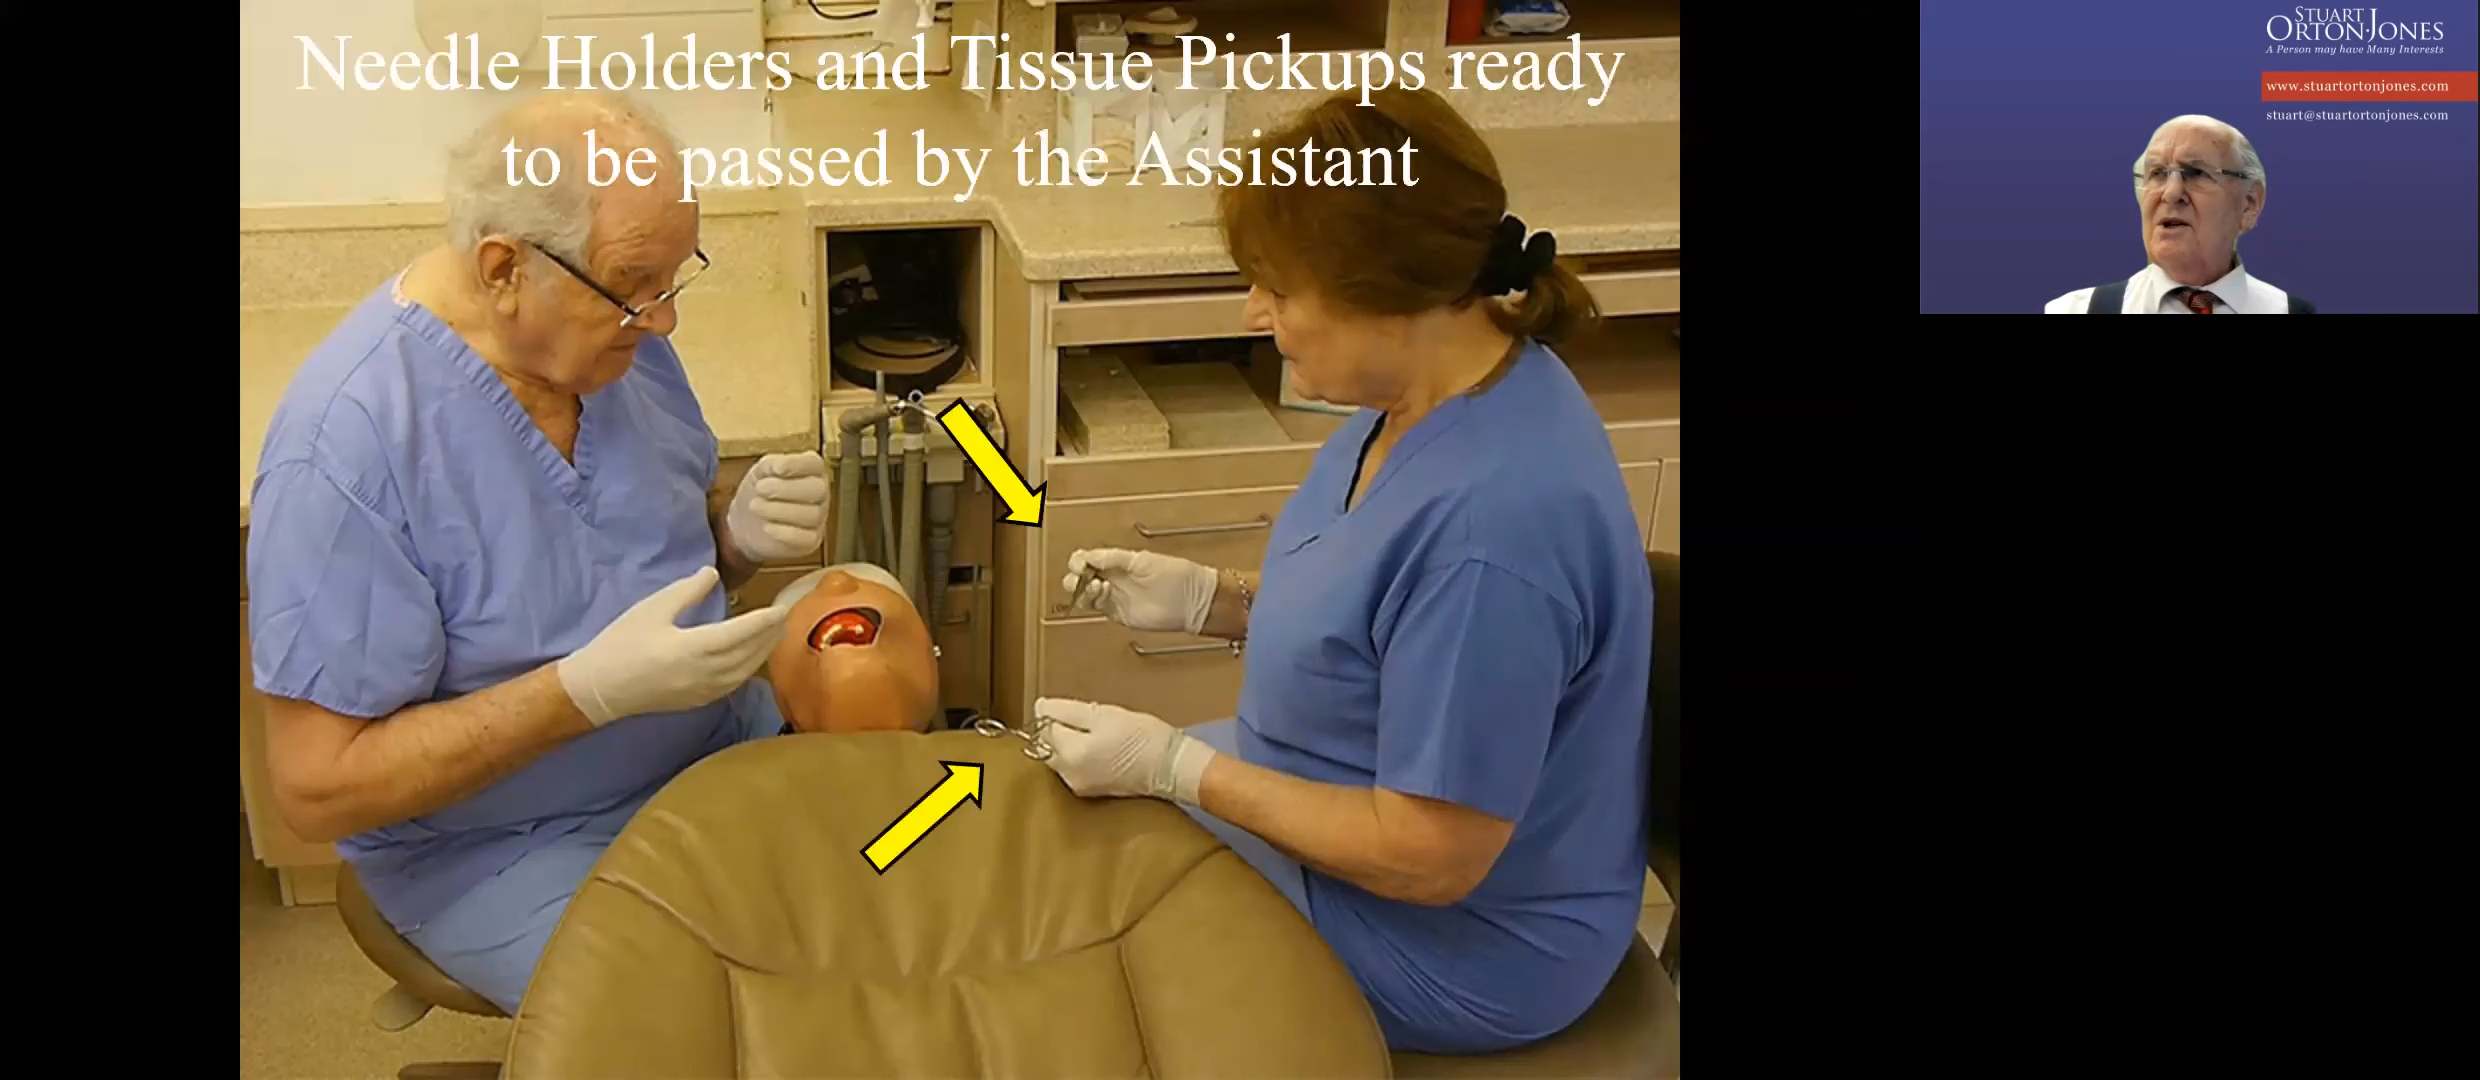 Needle Holders and Tissue Pickups ready
to be passed by the Assistant
STUART
ORTON-JONES
A Person may have Many Interests
www.stuartortonjones.com
stuart@stuartortonjones.com